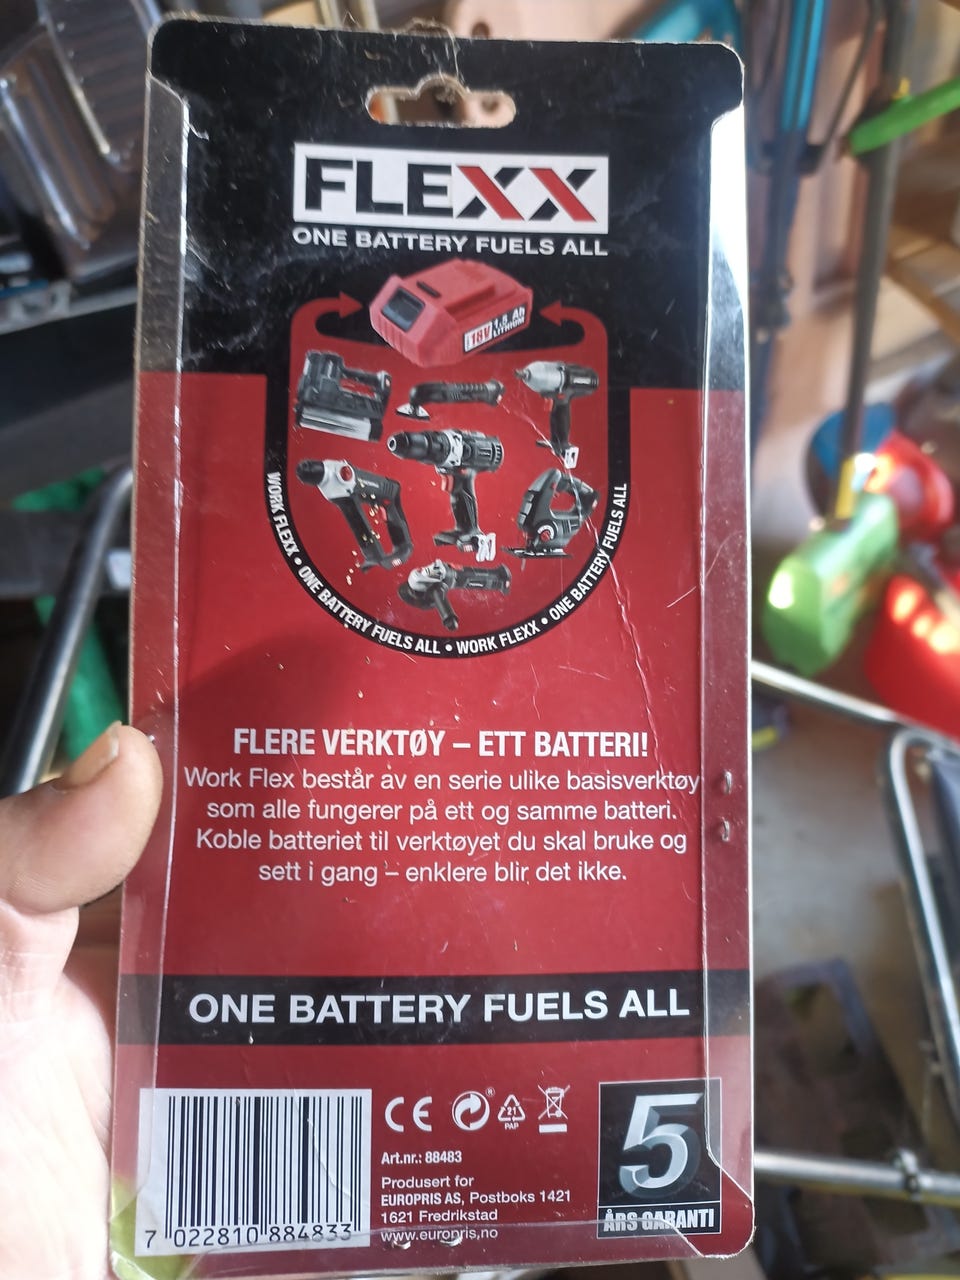 FLEXX
ONE BATTERY FUELS ALL
18V 1.5 Ah
LITHIUM
WORK FLEXX • ONE BATTERY FUELS ALL • WORK FLEXX • ONE BATTERY FUELS ALL
FLERE VERKTØY – ETT BATTERI!
Work Flex består av en serie ulike basisverktøy
som alle fungerer på ett og samme batteri.
Koble batteriet til verktøyet du skal bruke og
sett i gang – enklere blir det ikke.
ONE BATTERY FUELS ALL
CE
®
21
PAP
Art.nr.: 88483
Produsert for
EUROPRIS AS, Postboks 1421
1621 Fredrikstad
www.europris.no
7 022810 884833
5
ÅRS GARANTI